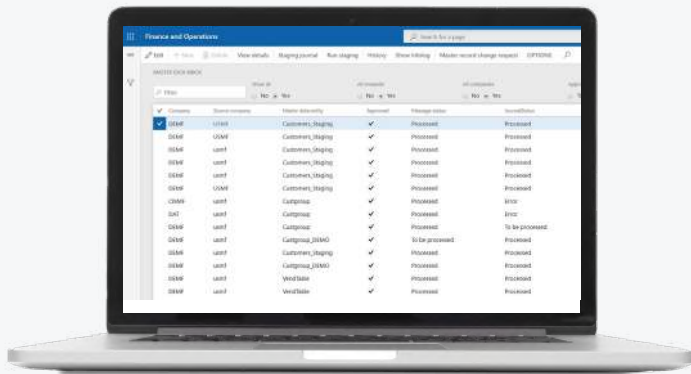 Finance and Operations Search for a page
Edit + New Delete View details Staging journal Run staging History Show infolog Master record change request OPTIONS
MASTER DATA INBOX
Show all All companies
Filter No Yes No Yes No Yes
Company Source company Master data entity Approved Message status Record status
DEMF USMF Customers_Staging Processed Processed
DEMF USMF Customers_Staging Processed Processed
DEMF usmf Customers_Staging Processed Processed
DEMF usmf Customers_Staging Processed Processed
DEMF usmf Customers_Staging Processed Processed
DEMF USMF Customers_Staging Processed Processed
usmf Custgroup Processed Error
DAT usmf Custgroup Processed Error
DEMF usmf Custgroup Processed To be processed
DEMF usmf Custgroup_DEMO To be processed Processed
DEMF usmf Customers_Staging Processed Processed
DEMF usmf Custgroup_DEMO Processed Processed
DEMF usmf VendTable Processed Processed
DEMF usmf VendTable Processed Processed